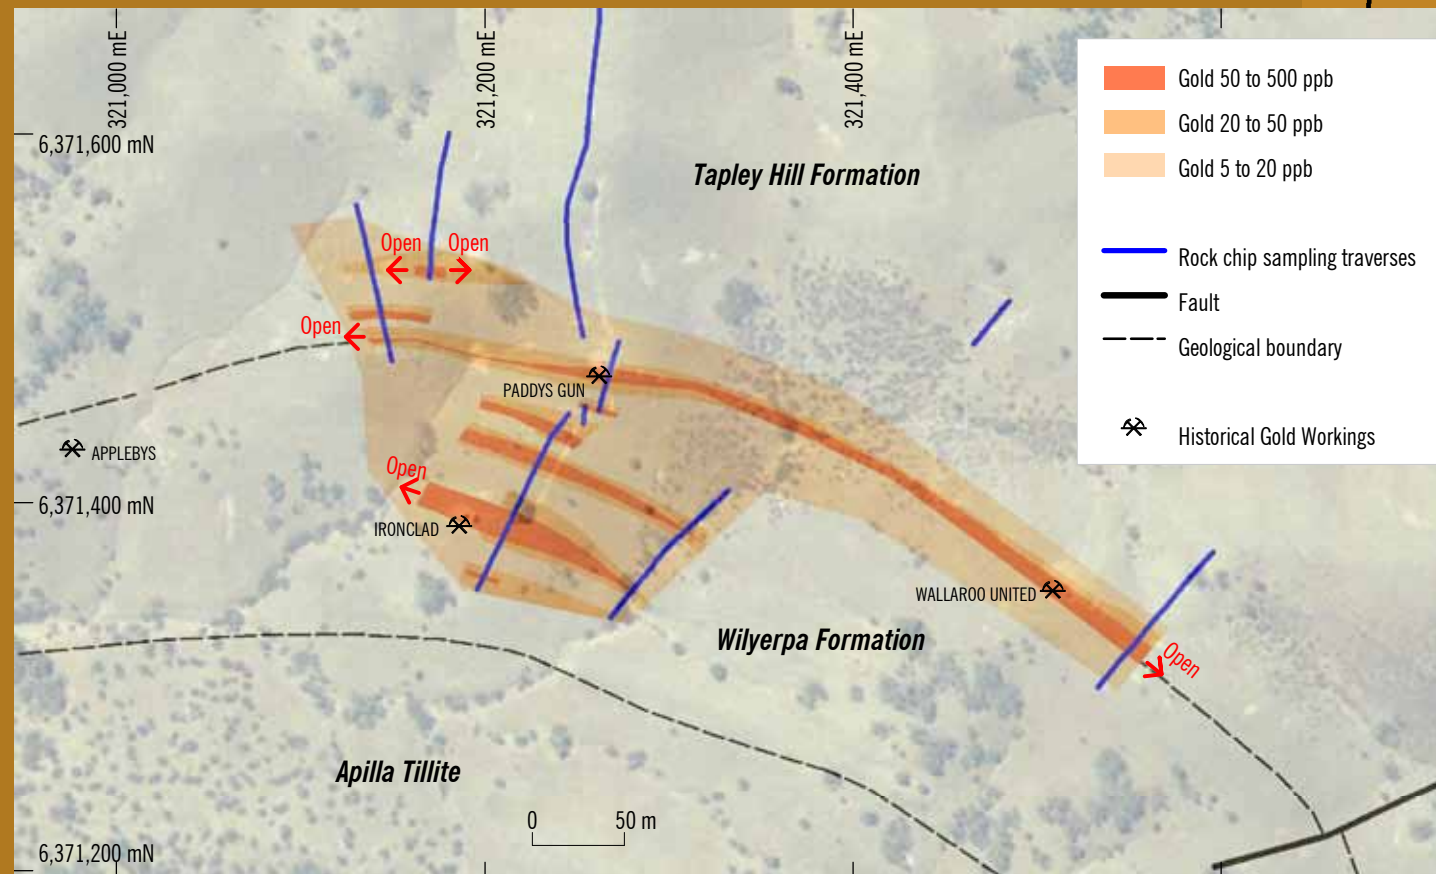 321,000 mE
321,200 mE
321,400 mE
6,371,600 mN
Tapley Hill Formation
Gold 50 to 500 ppb
Gold 20 to 50 ppb
Gold 5 to 20 ppb
Rock chip sampling traverses
Fault
Geological boundary
Historical Gold Workings
Open
Open
Open
PADDYS GUN
APPLEBYS
Open
6,371,400 mN
IRONCLAD
WALLAROO UNITED
Wilyerpa Formation
Open
Apilla Tillite
0
50 m
6,371,200 mN